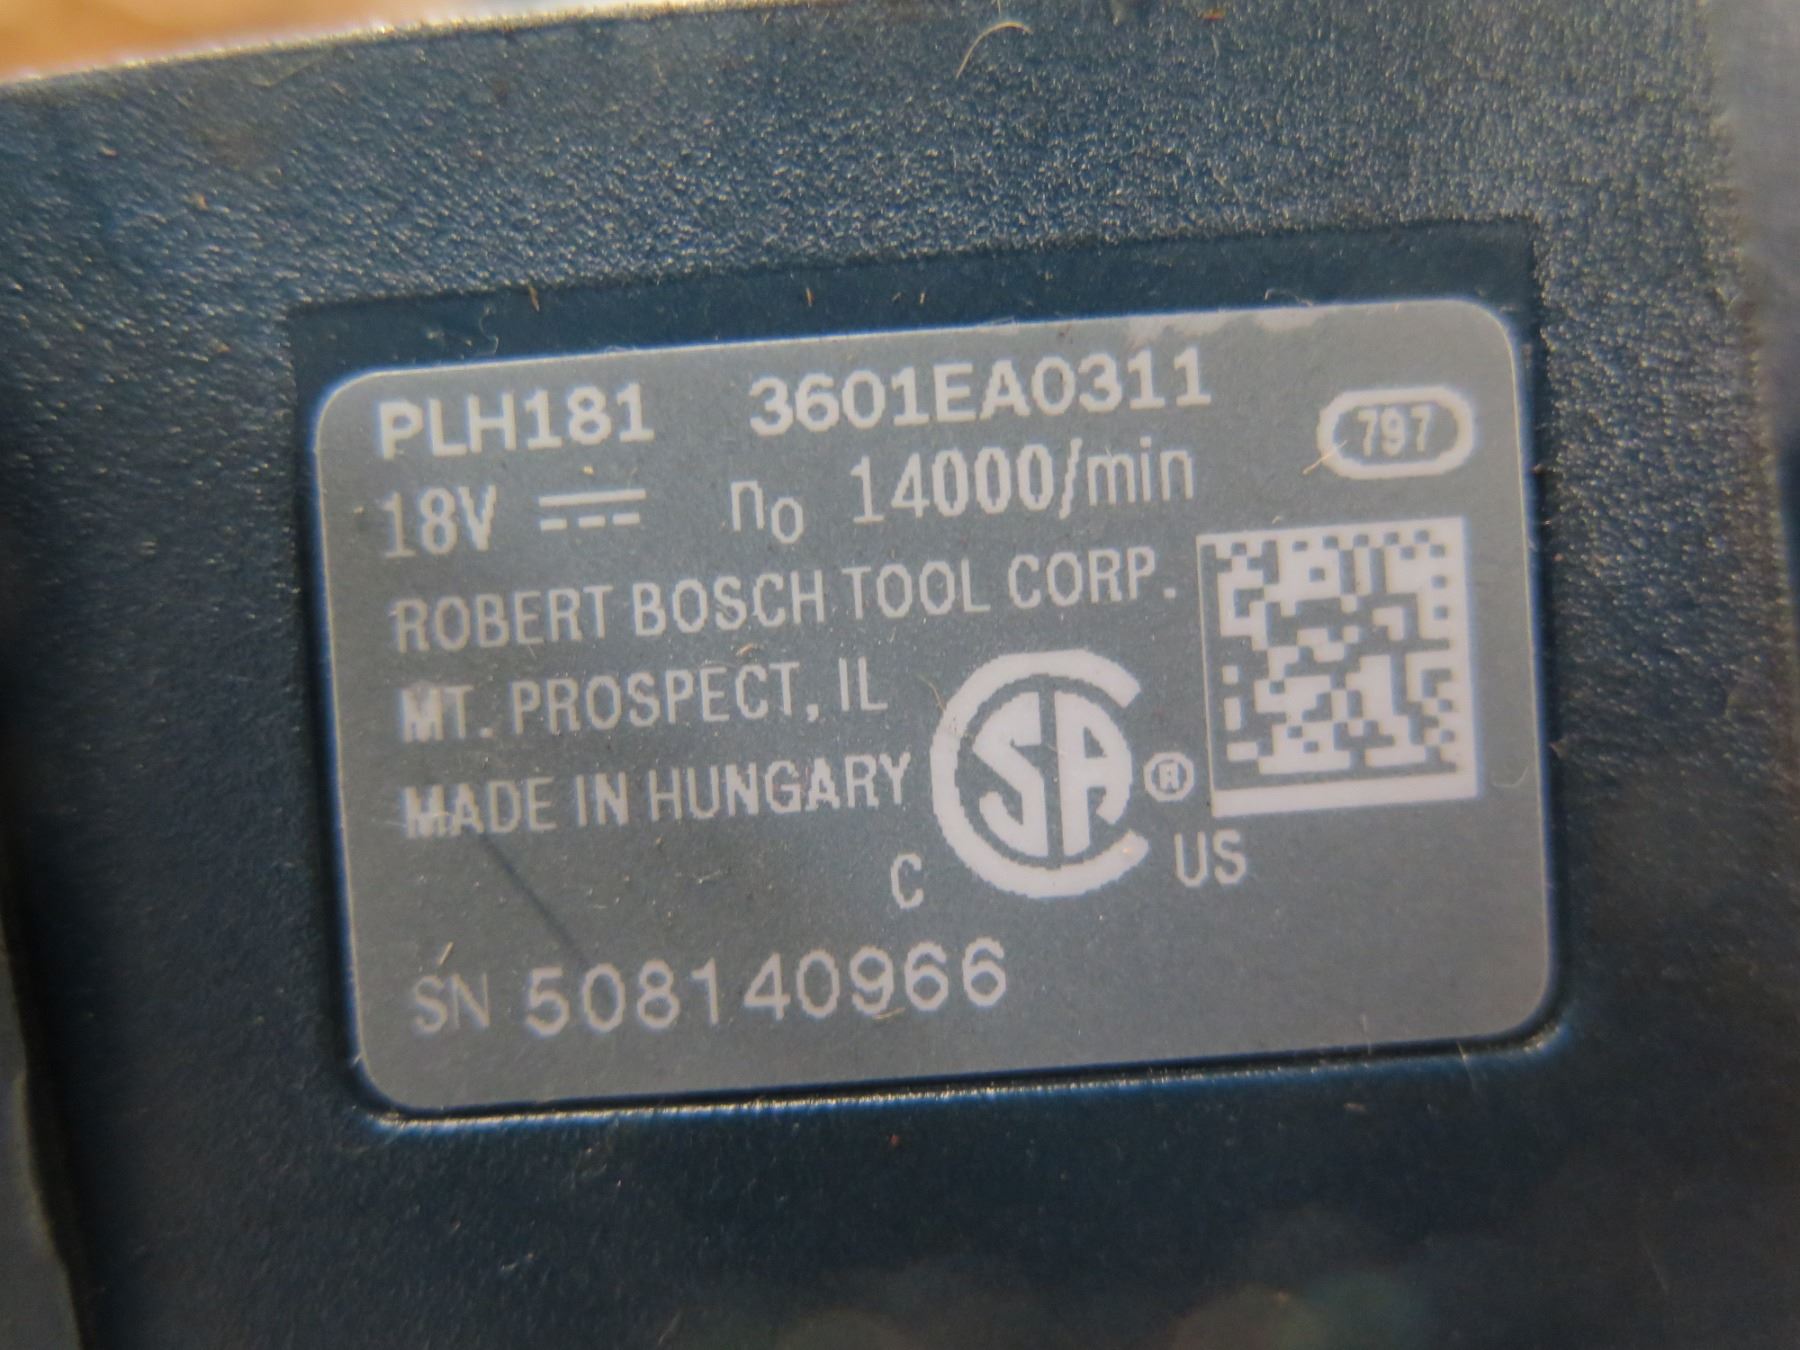 PLH181 3601EA0311
797
18V n0 14000/min
ROBERT BOSCH TOOL CORP.
MT. PROSPECT, IL
MADE IN HUNGARY
C SA ® US
SN 508140966